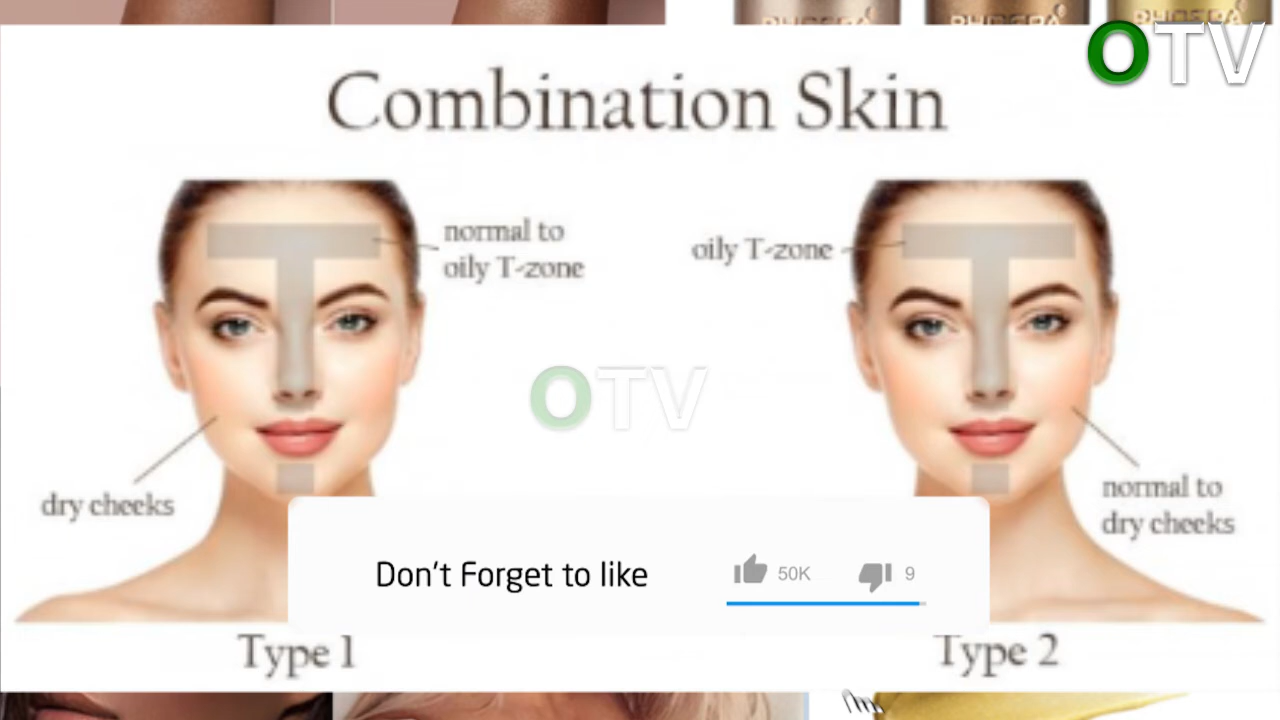 OTV
Combination Skin
normal to
oily T-zone
oily T-zone
OTV
dry cheeks
normal to
dry cheeks
Don't Forget to like
50K
9
Type 1
Type 2